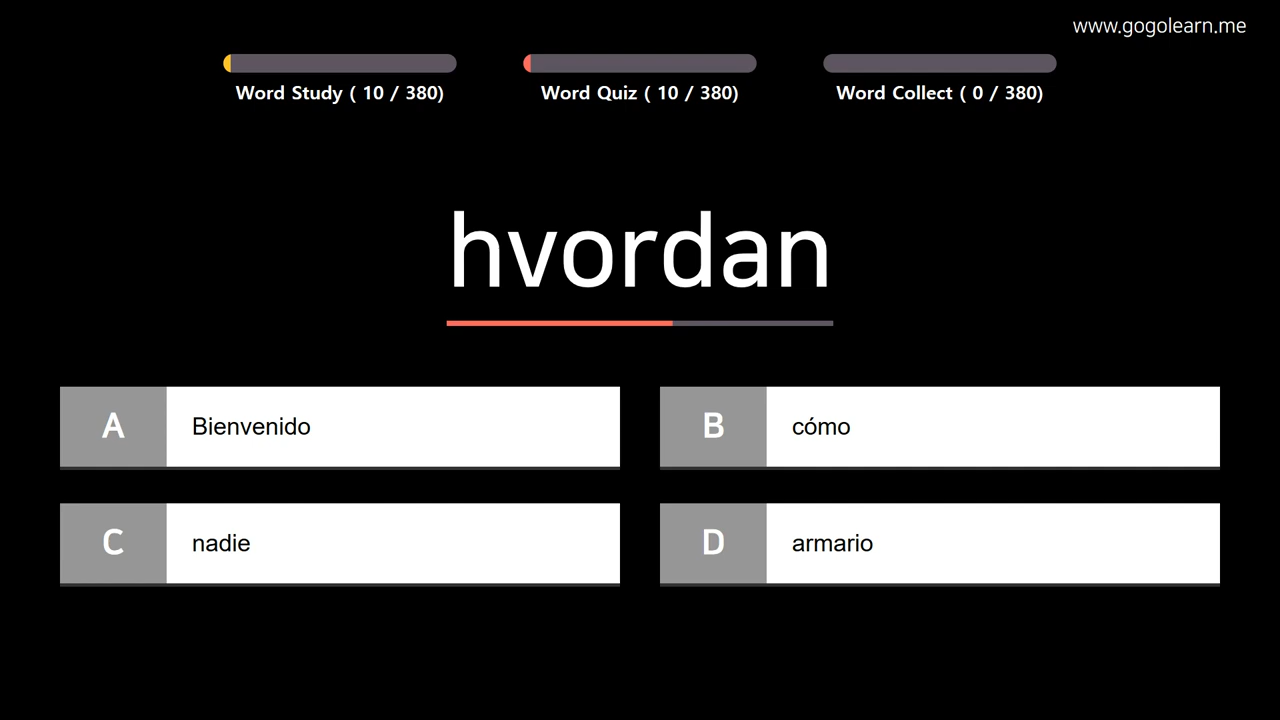 www.gogolearn.me
Word Study ( 10 / 380)
Word Quiz ( 10 / 380)
Word Collect ( 0 / 380)
hvordan
A Bienvenido
B cómo
C nadie
D armario